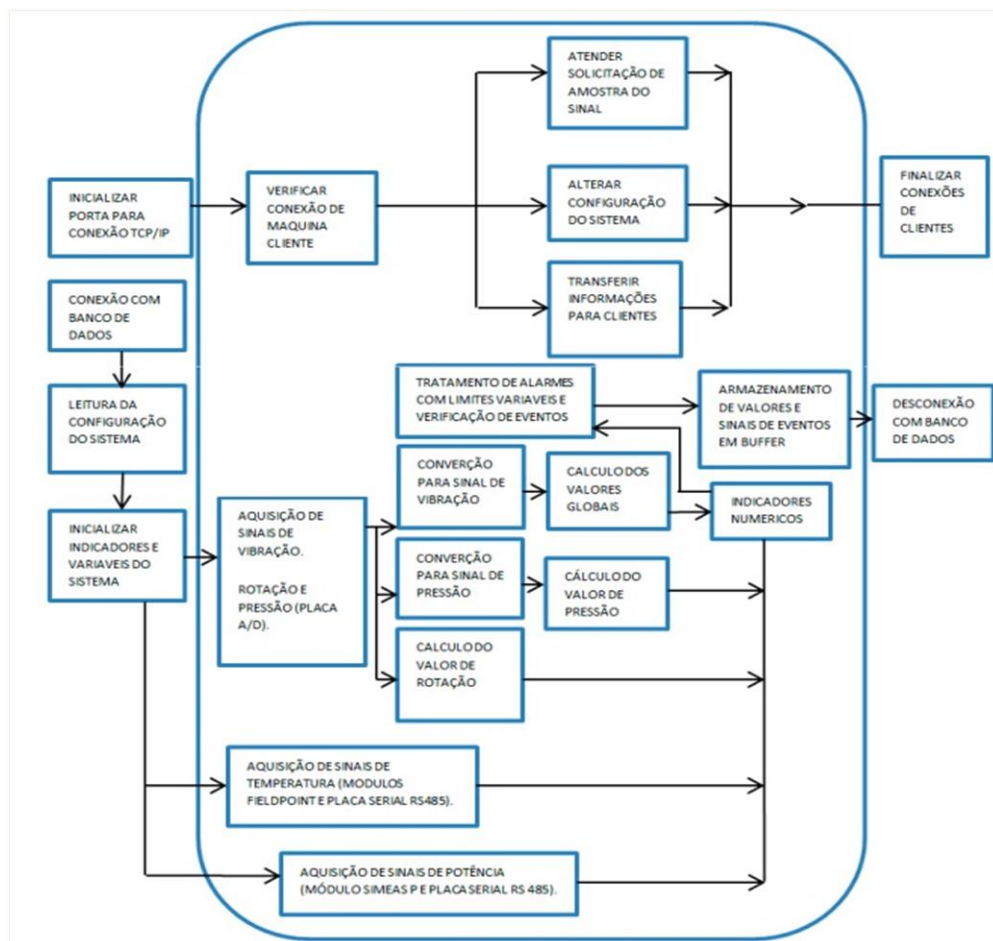 ATENDER
SOLICITAÇÃO DE
AMOSTRA DO
SINAL
INICIALIZAR
PORTA PARA
CONEXÃO TCP/IP
VERIFICAR
CONEXÃO DE
MAQUINA
CLIENTE
ALTERAR
CONFIGURAÇÃO
DO SISTEMA
FINALIZAR
CONEXÕES
DE
CLIENTES
TRANSFERIR
INFORMAÇÕES
PARA CLIENTES
CONEXÃO COM
BANCO DE
DADOS
LEITURA DA
CONFIGURAÇÃO
DO SISTEMA
TRATAMENTO DE ALARMES
COM LIMITES VARIAVEIS E
VERIFICAÇÃO DE EVENTOS
ARMAZENAMENTO
DE VALORES E
SINAIS DE EVENTOS
EM BUFFER
DESCONEXÃO
COM BANCO
DE DADOS
INICIALIZAR
INDICADORES E
VARIAVEIS DO
SISTEMA
AQUISIÇÃO DE
SINAIS DE
VIBRAÇÃO.
ROTAÇÃO E
PRESSÃO (PLACA
A/D).
CONVERÇÃO
PARA SINAL DE
VIBRAÇÃO
CALCULO DOS
VALORES
GLOBAIS
INDICADORES
NUMERICOS
CONVERÇÃO
PARA SINAL DE
PRESSÃO
CÁLCULO DO
VALOR DE
PRESSÃO
CALCULO DO
VALOR DE
ROTAÇÃO
AQUISIÇÃO DE SINAIS DE
TEMPERATURA (MODULOS
FIELDPOINT E PLACA SERIAL RS485).
AQUISIÇÃO DE SINAIS DE POTÊNCIA
(MÓDULO SIMEAS P E PLACA SERIAL RS 485).